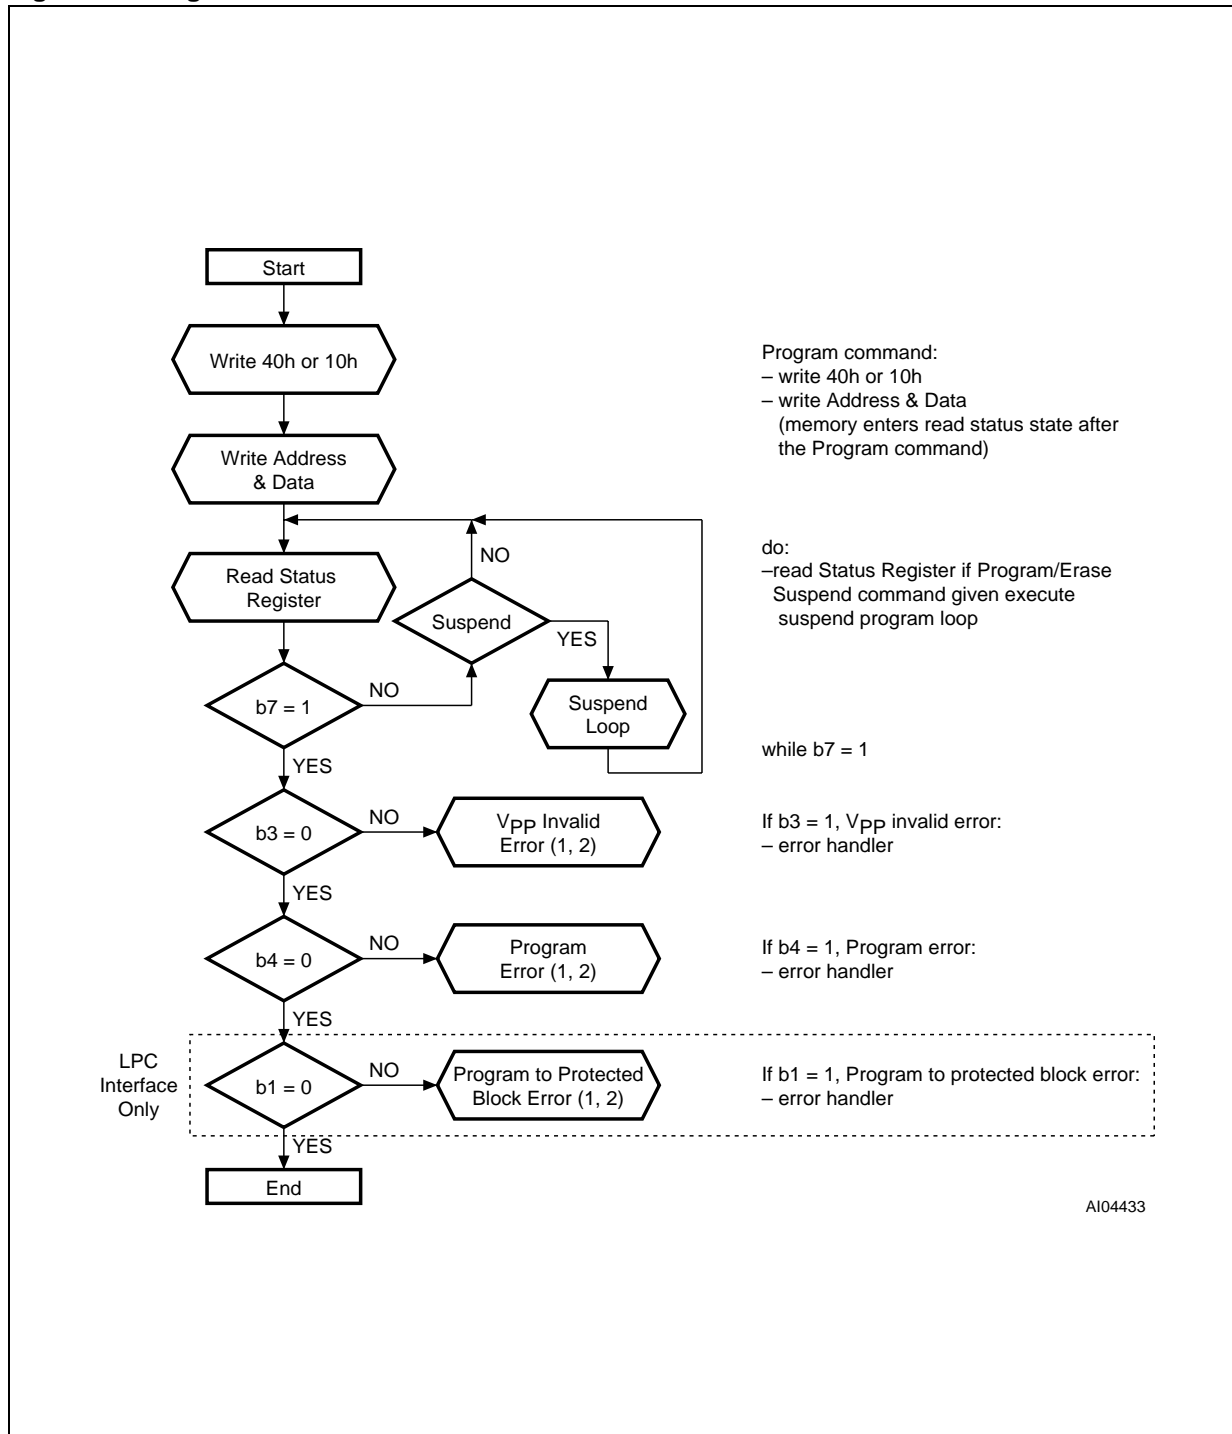 Start
Write 40h or 10h
Program command:
– write 40h or 10h
– write Address & Data
(memory enters read status state after
the Program command)
Write Address
& Data
NO
do:
–read Status Register if Program/Erase
Suspend command given execute
suspend program loop
Read Status
Register
Suspend
YES
NO
b7 = 1
Suspend
Loop
while b7 = 1
YES
b3 = 0
NO
VPP Invalid
Error (1, 2)
If b3 = 1, VPP invalid error:
– error handler
YES
b4 = 0
NO
Program
Error (1, 2)
If b4 = 1, Program error:
– error handler
YES
LPC
Interface
Only
b1 = 0
NO
Program to Protected
Block Error (1, 2)
If b1 = 1, Program to protected block error:
– error handler
YES
End
AI04433